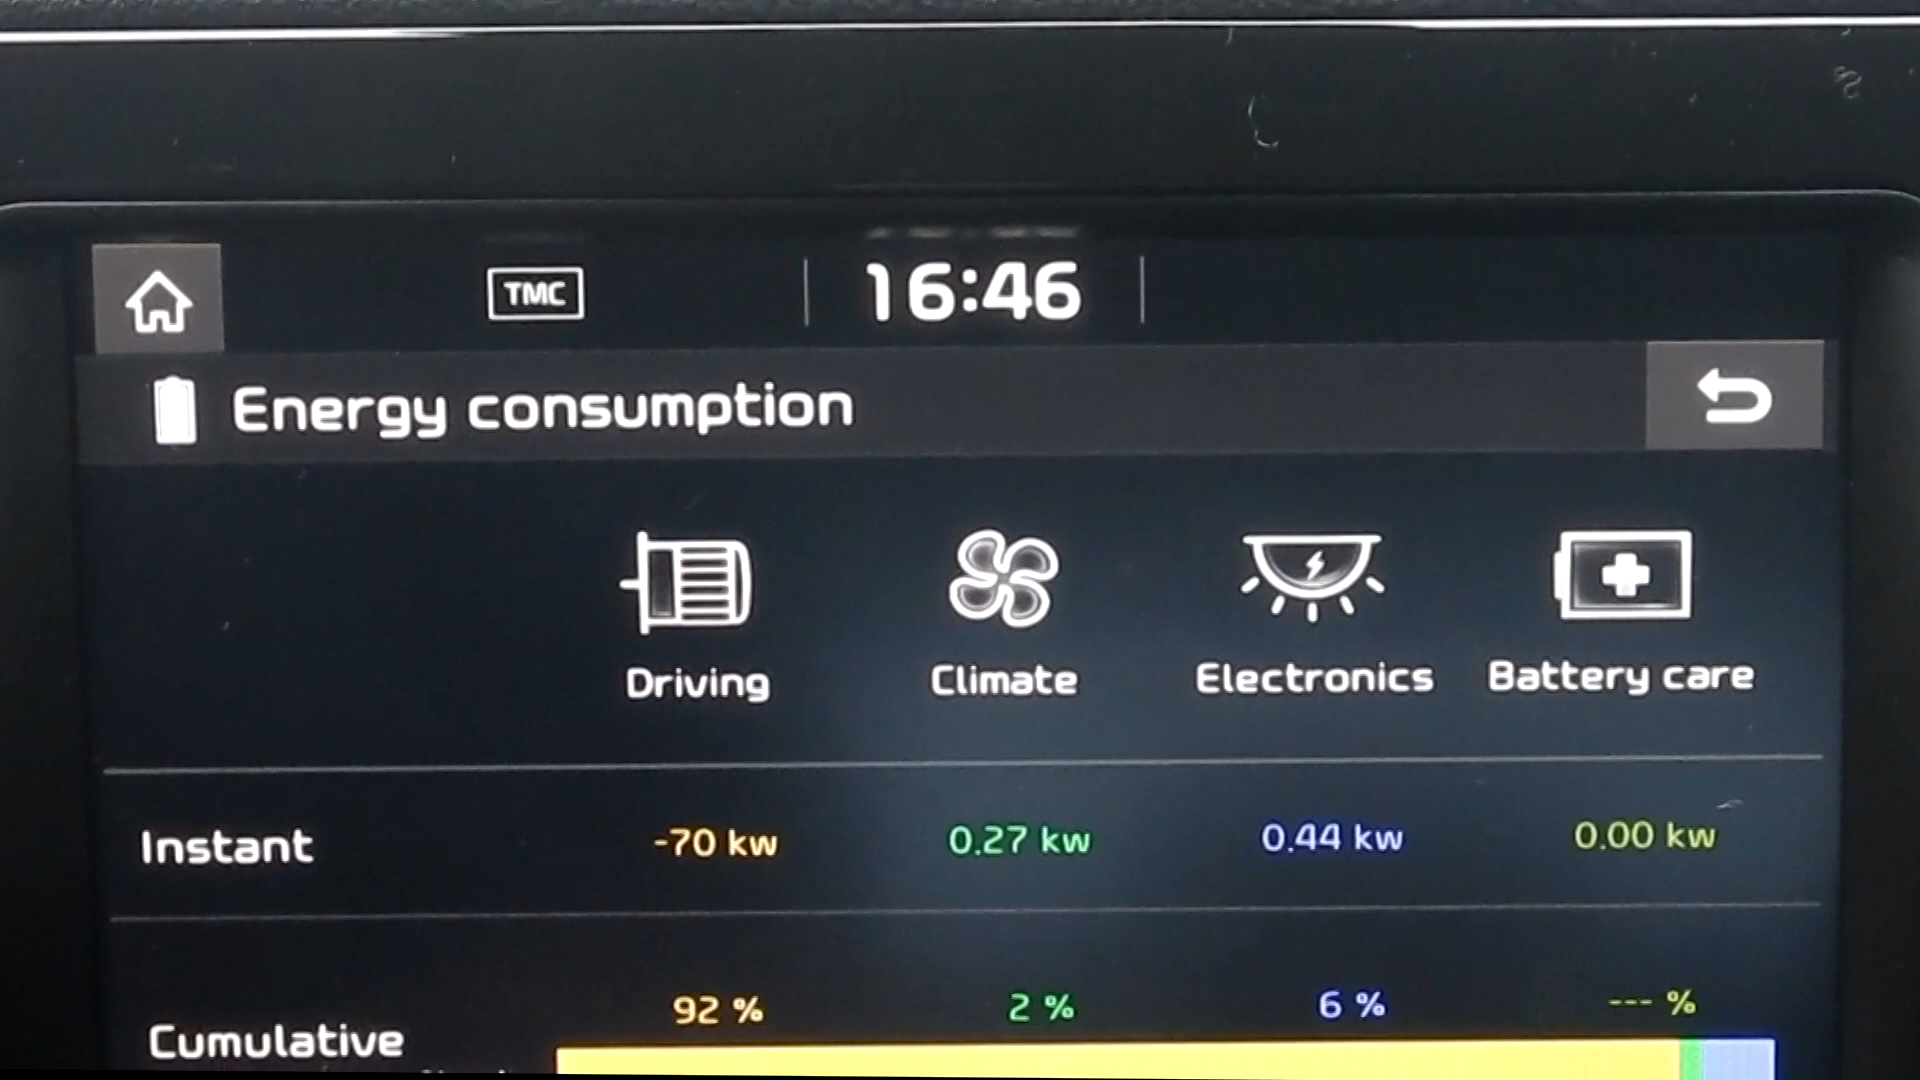 TMC
16:46
Energy consumption
Driving Climate Electronics Battery care
Instant -70 kw 0.27 kw 0.44 kw 0.00 kw
92 % 2 % 6 % --- %
Cumulative